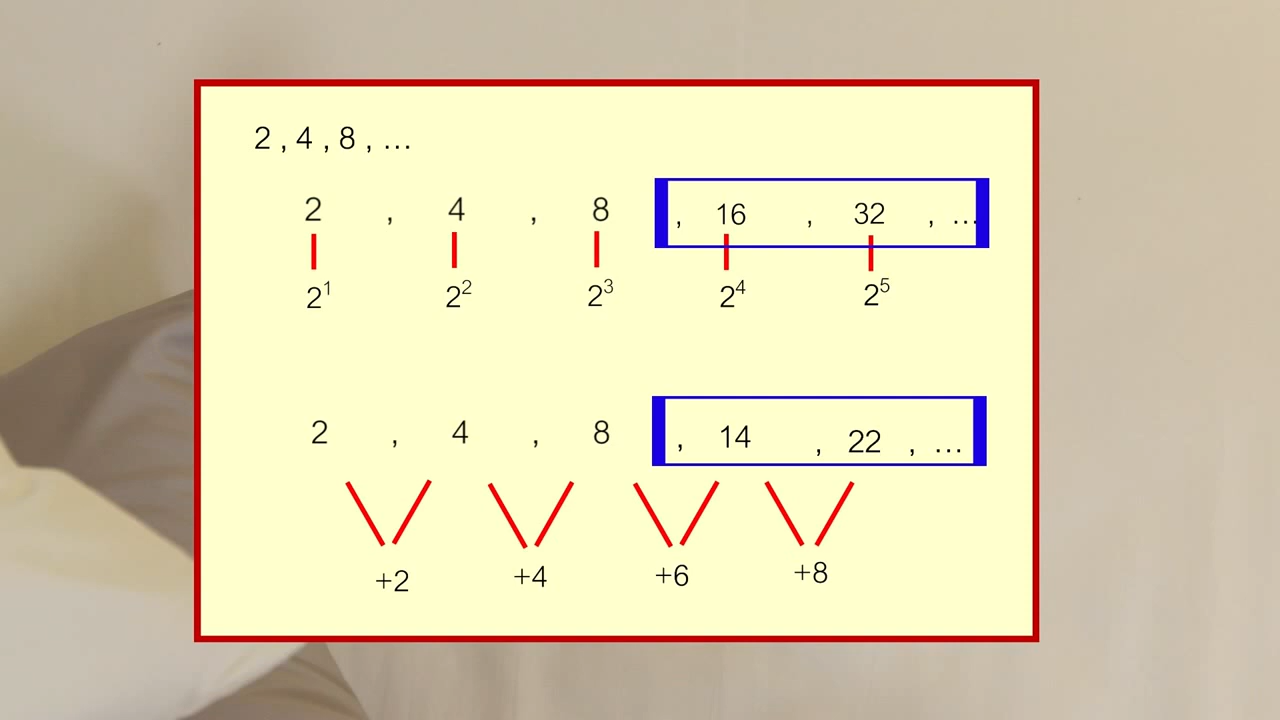 2 , 4 , 8 , …
2 , 4 , 8 , 16 , 32 , …
2¹ 2² 2³ 2⁴ 2⁵
2 , 4 , 8 , 14 , 22 , …
+2 +4 +6 +8